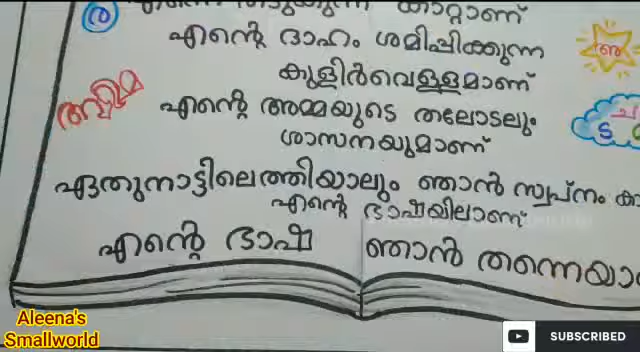 ര
കാറ്റാണ്
എന്റെ ദാഹം ശമിപ്പിക്കുന്ന
കുളിർവെള്ളമാണ്
എന്റെ അമ്മയുടെ തലോടലും
ശാസനയുമാണ്
ഏതുനാട്ടിലെത്തിയാലും ഞാൻ സ്വപ്നം കാ
എന്റെ ഭാഷയിലാണ്
എന്റെ ഭാഷ ഞാൻ തന്നെയാ
ച
ട
Aleena's
Smallworld
SUBSCRIBED